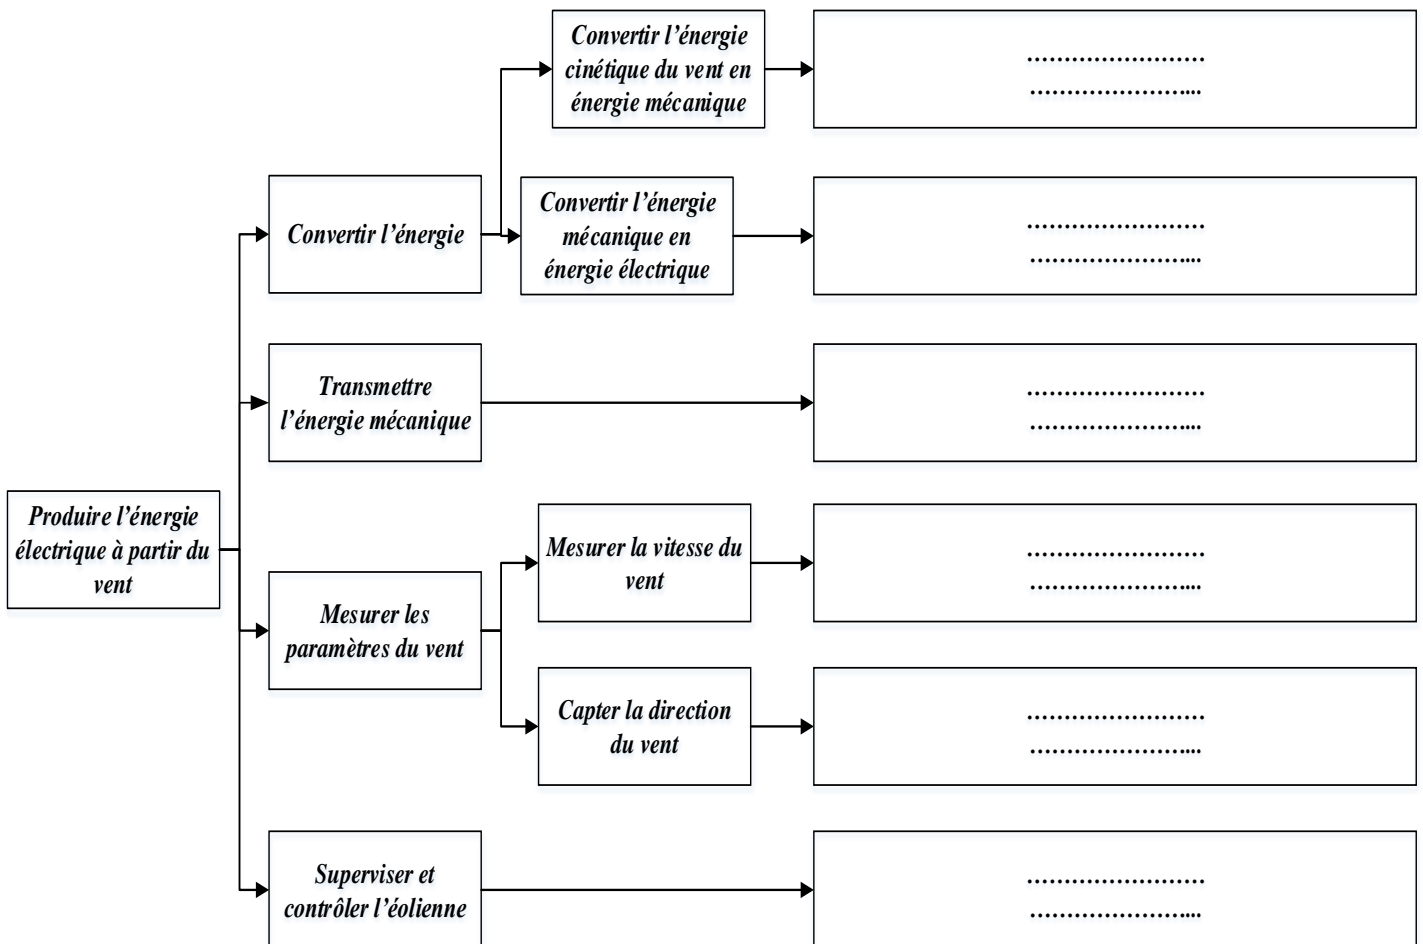 Convertir l’énergie
cinétique du vent en
énergie mécanique
……………………
…………………...
Convertir l’énergie
Convertir l’énergie
mécanique en
énergie électrique
……………………
…………………...
Transmettre
l’énergie mécanique
……………………
…………………...
Produire l’énergie
électrique à partir du
vent
Mesurer les
paramètres du vent
Mesurer la vitesse du
vent
……………………
…………………...
Capter la direction
du vent
……………………
…………………...
Superviser et
contrôler l’éolienne
……………………
…………………...